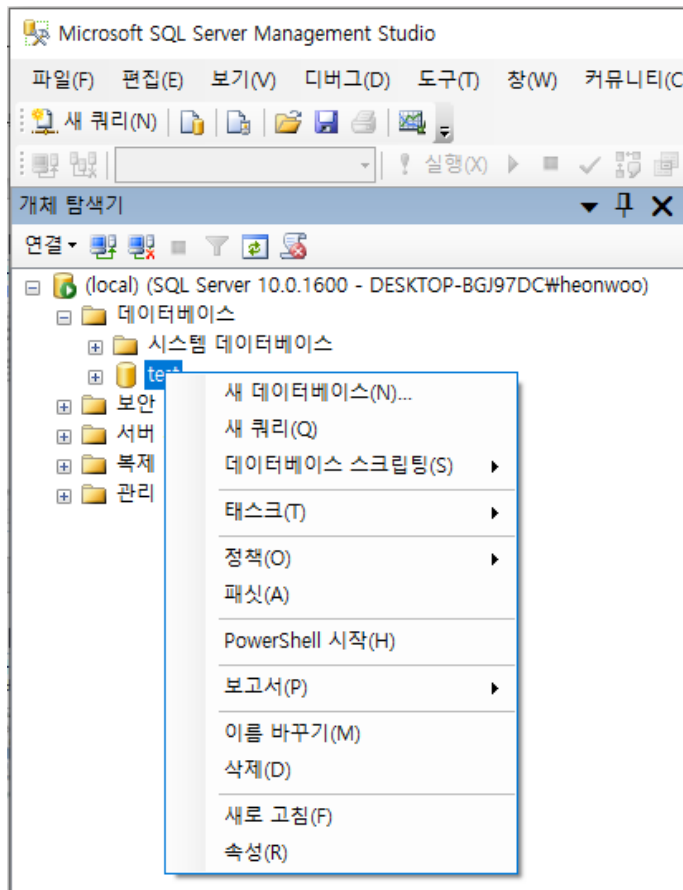 Microsoft SQL Server Management Studio
파일(F) 편집(E) 보기(V) 디버그(D) 도구(T) 창(W) 커뮤니티(C
새 쿼리(N)
실행(X)
개체 탐색기
연결
(local) (SQL Server 10.0.1600 - DESKTOP-BGJ97DC₩heonwoo)
데이터베이스
시스템 데이터베이스
test
보안
서버
복제
관리
새 데이터베이스(N)...
새 쿼리(Q)
데이터베이스 스크립팅(S)
태스크(T)
정책(O)
패싯(A)
PowerShell 시작(H)
보고서(P)
이름 바꾸기(M)
삭제(D)
새로 고침(F)
속성(R)